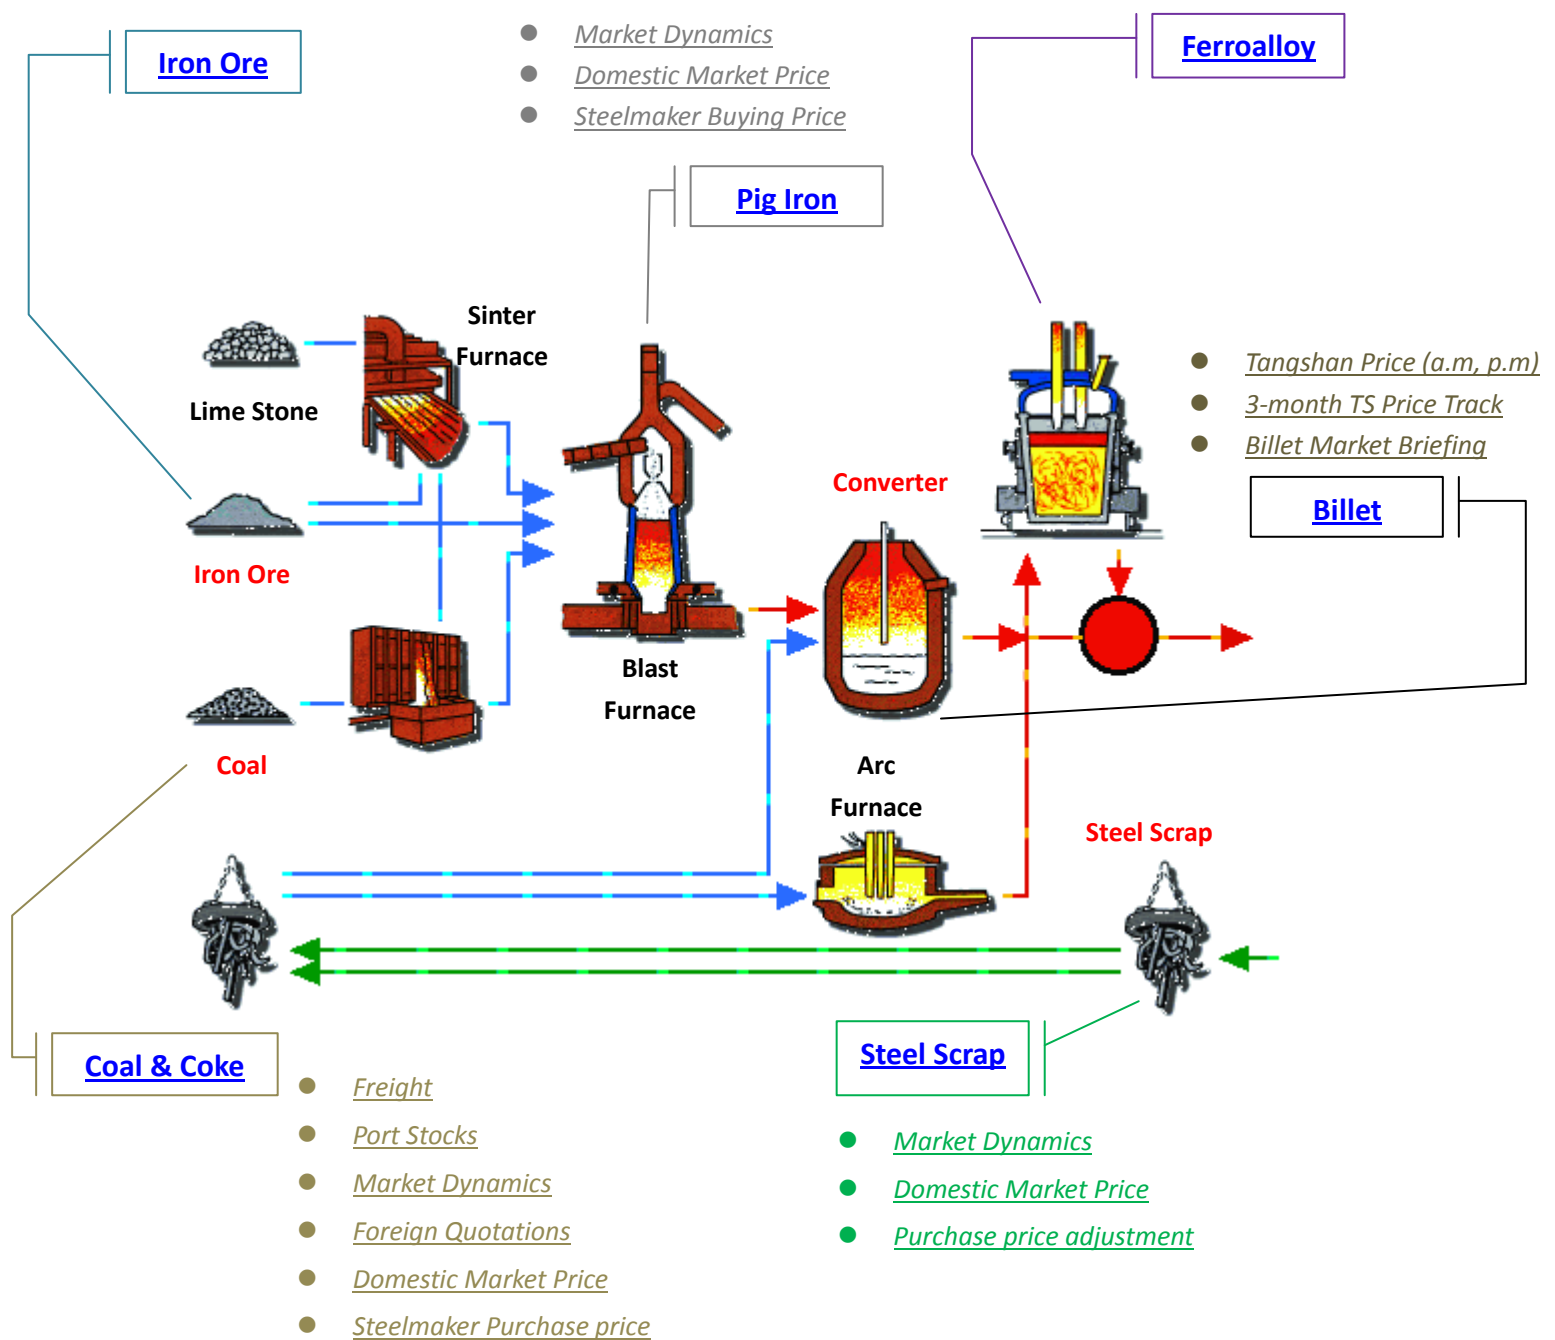 Market Dynamics
Domestic Market Price
Steelmaker Buying Price
Iron Ore
Ferroalloy
Pig Iron
Sinter
Furnace
Lime Stone
Tangshan Price (a.m, p.m)
3-month TS Price Track
Billet Market Briefing
Converter
Billet
Iron Ore
Blast
Furnace
Coal
Arc
Furnace
Steel Scrap
Coal & Coke
Steel Scrap
Freight
Port Stocks
Market Dynamics
Foreign Quotations
Domestic Market Price
Steelmaker Purchase price
Market Dynamics
Domestic Market Price
Purchase price adjustment